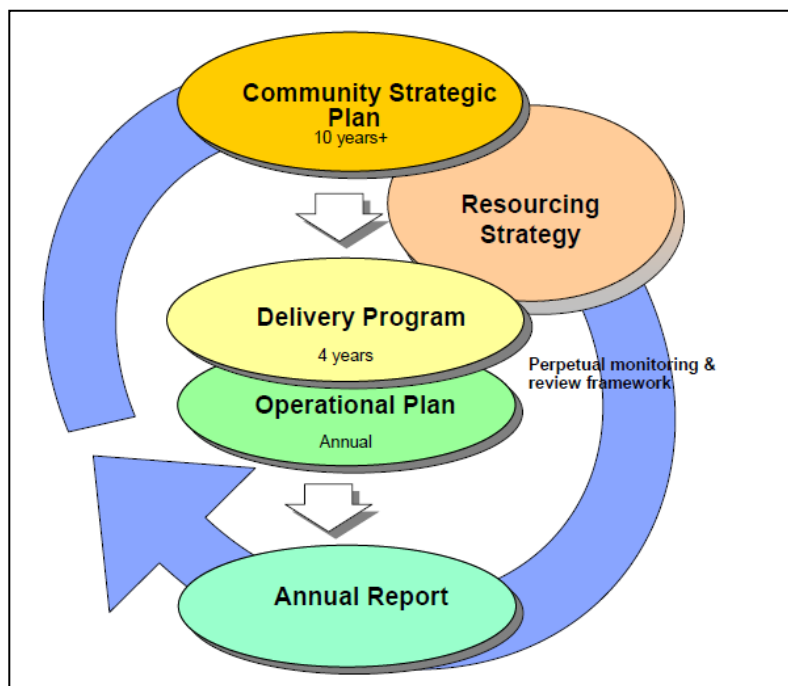 Community Strategic
Plan
10 years+
Resourcing
Strategy
Delivery Program
4 years
Perpetual monitoring &
review framework
Operational Plan
Annual
Annual Report